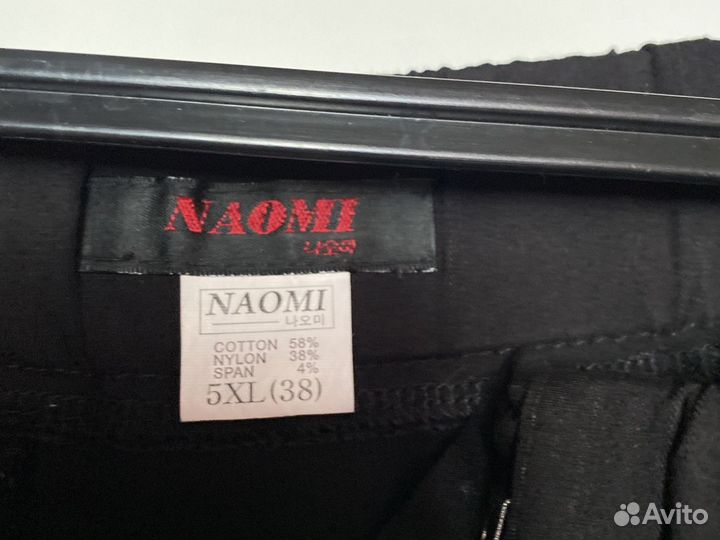 NAOMI
나오미
NAOMI
나오미
COTTON 58%
NYLON 38%
SPAN 4%
5XL(38)
Avito